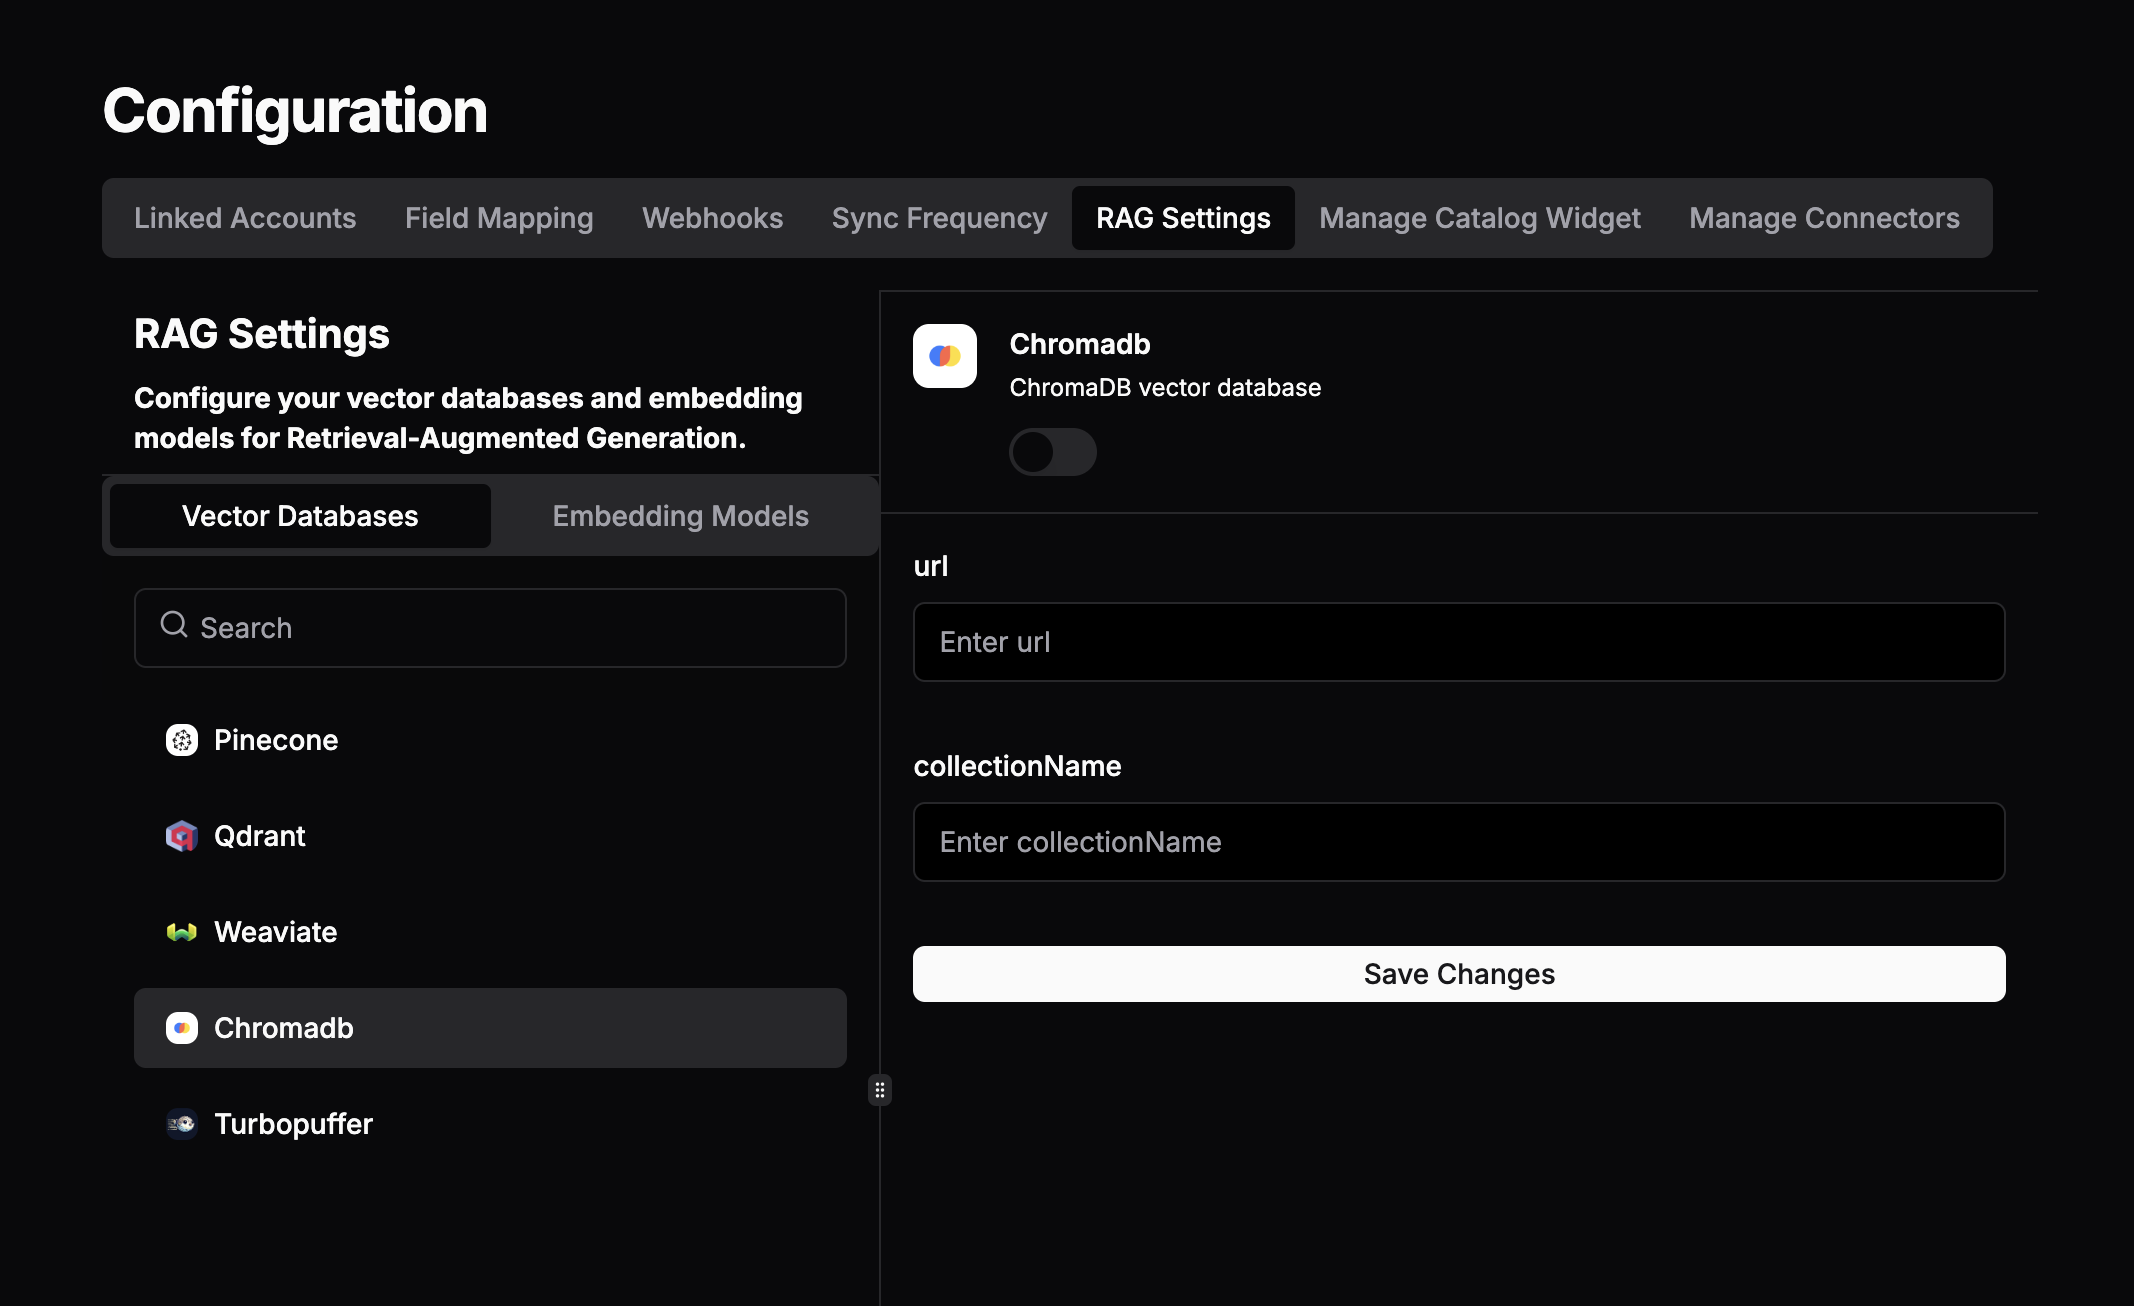 Configuration
Linked Accounts
Field Mapping
Webhooks
Sync Frequency
RAG Settings
Manage Catalog Widget
Manage Connectors
RAG Settings
Configure your vector databases and embedding
models for Retrieval-Augmented Generation.
Vector Databases
Embedding Models
Search
Pinecone
Qdrant
Weaviate
Chromadb
Turbopuffer
Chromadb
ChromaDB vector database
url
Enter url
collectionName
Enter collectionName
Save Changes